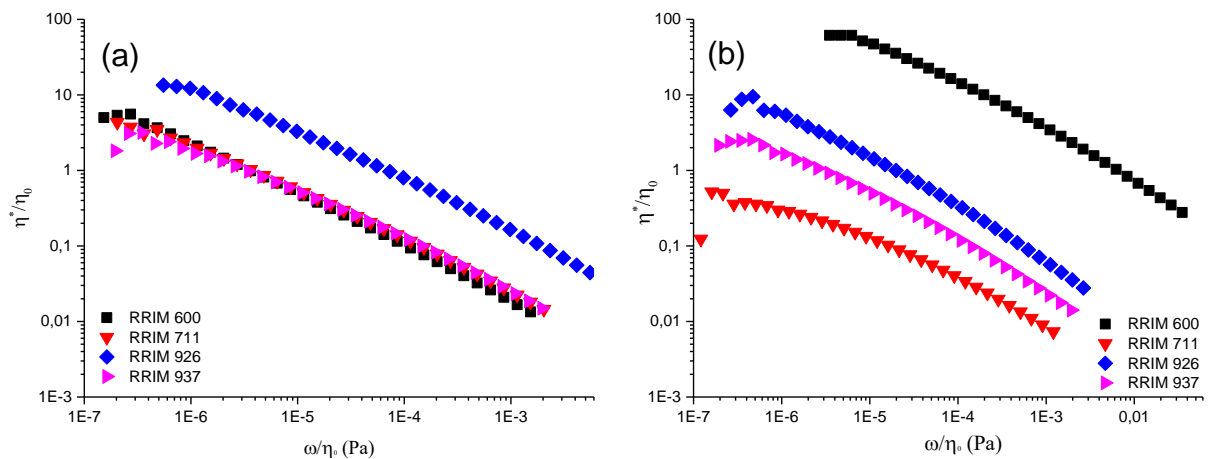 (a)
η*/η₀
100
10
1
0,1
0,01
1E-3
RRIM 600
RRIM 711
RRIM 926
RRIM 937
1E-7 1E-6 1E-5 1E-4 1E-3
ω/η₀ (Pa)
(b)
η*/η₀
100
10
1
0,1
0,01
1E-3
RRIM 600
RRIM 711
RRIM 926
RRIM 937
1E-7 1E-6 1E-5 1E-4 1E-3 0,01
ω/η₀ (Pa)